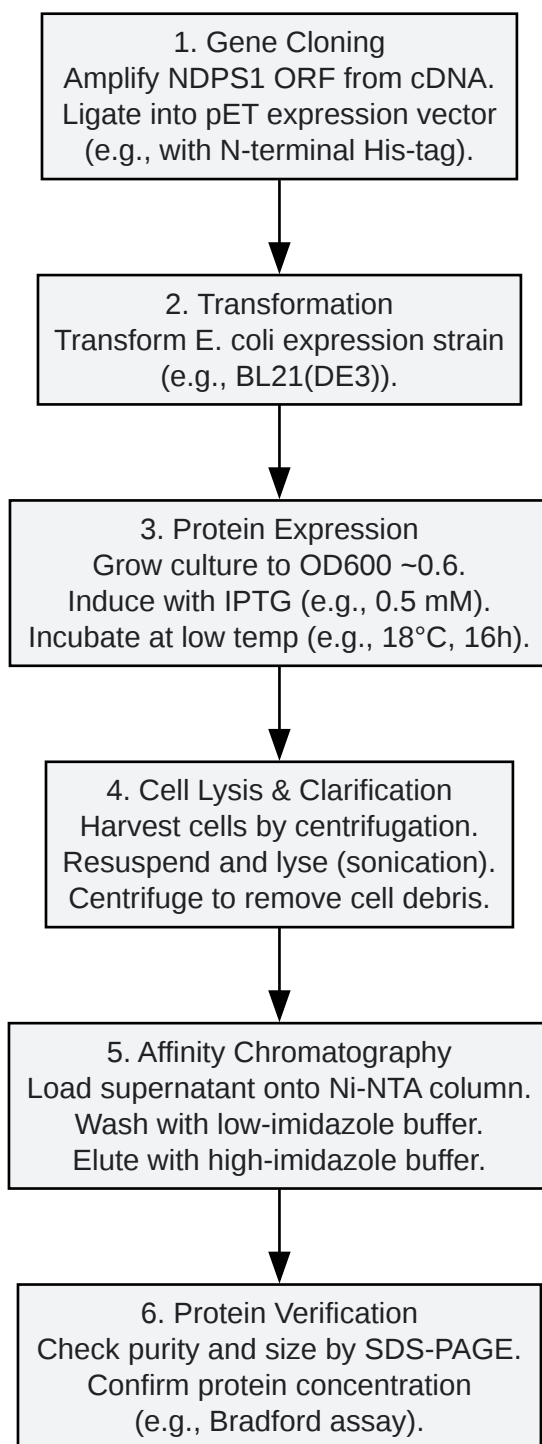 1. Gene Cloning
Amplify NDPS1 ORF from cDNA.
Ligate into pET expression vector
(e.g., with N-terminal His-tag).
2. Transformation
Transform E. coli expression strain
(e.g., BL21(DE3)).
3. Protein Expression
Grow culture to OD600 ~0.6.
Induce with IPTG (e.g., 0.5 mM).
Incubate at low temp (e.g., 18°C, 16h).
4. Cell Lysis & Clarification
Harvest cells by centrifugation.
Resuspend and lyse (sonication).
Centrifuge to remove cell debris.
5. Affinity Chromatography
Load supernatant onto Ni-NTA column.
Wash with low-imidazole buffer.
Elute with high-imidazole buffer.
6. Protein Verification
Check purity and size by SDS-PAGE.
Confirm protein concentration
(e.g., Bradford assay).